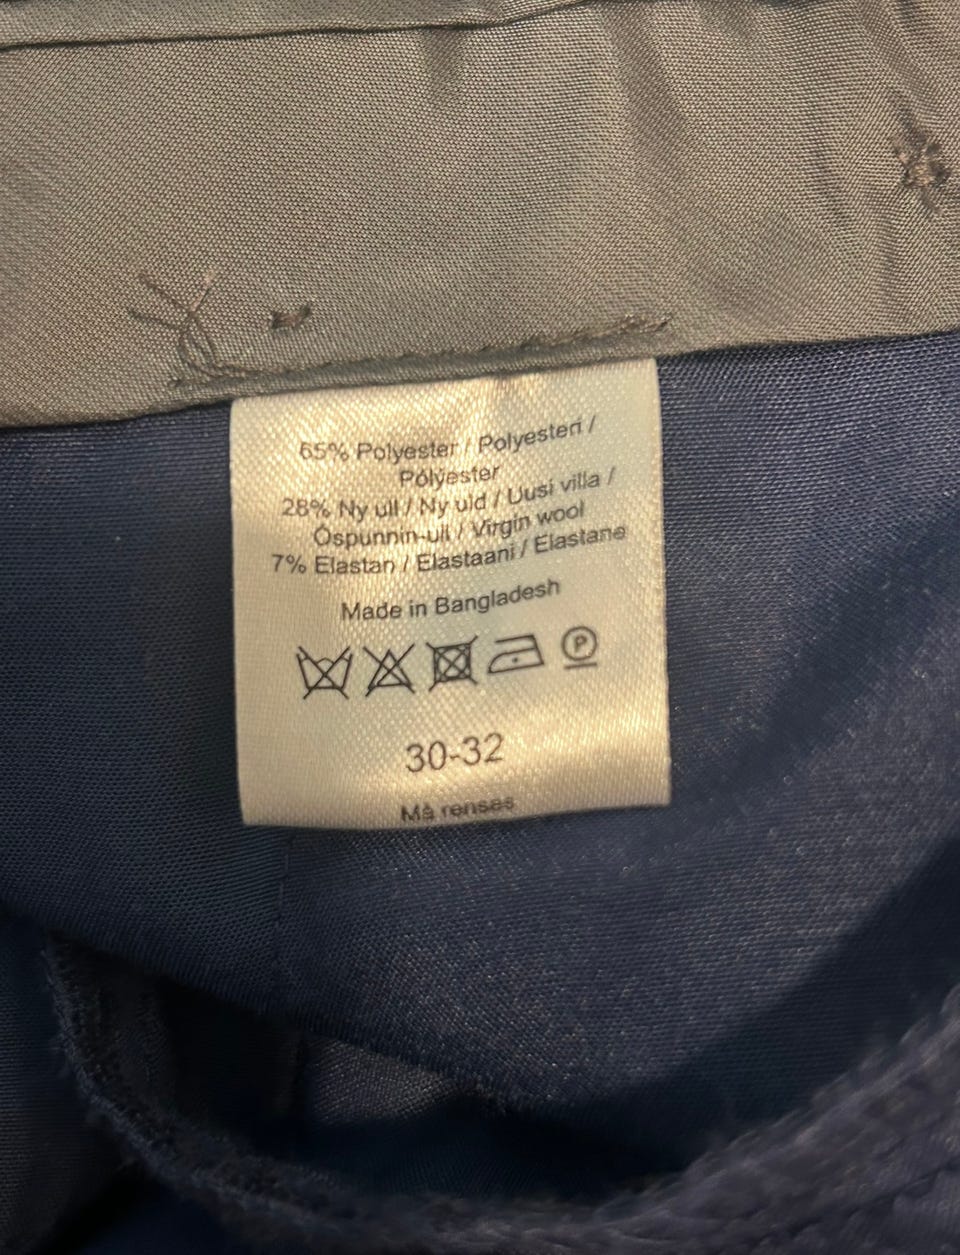 65% Polyester / Polyesteri /
Pólýester
28% Ny ull / Ny uld / Uusi villa /
Óspunnin-ull / Virgin wool
7% Elastan / Elastaani / Elastane
Made in Bangladesh
P
30-32
Må renses